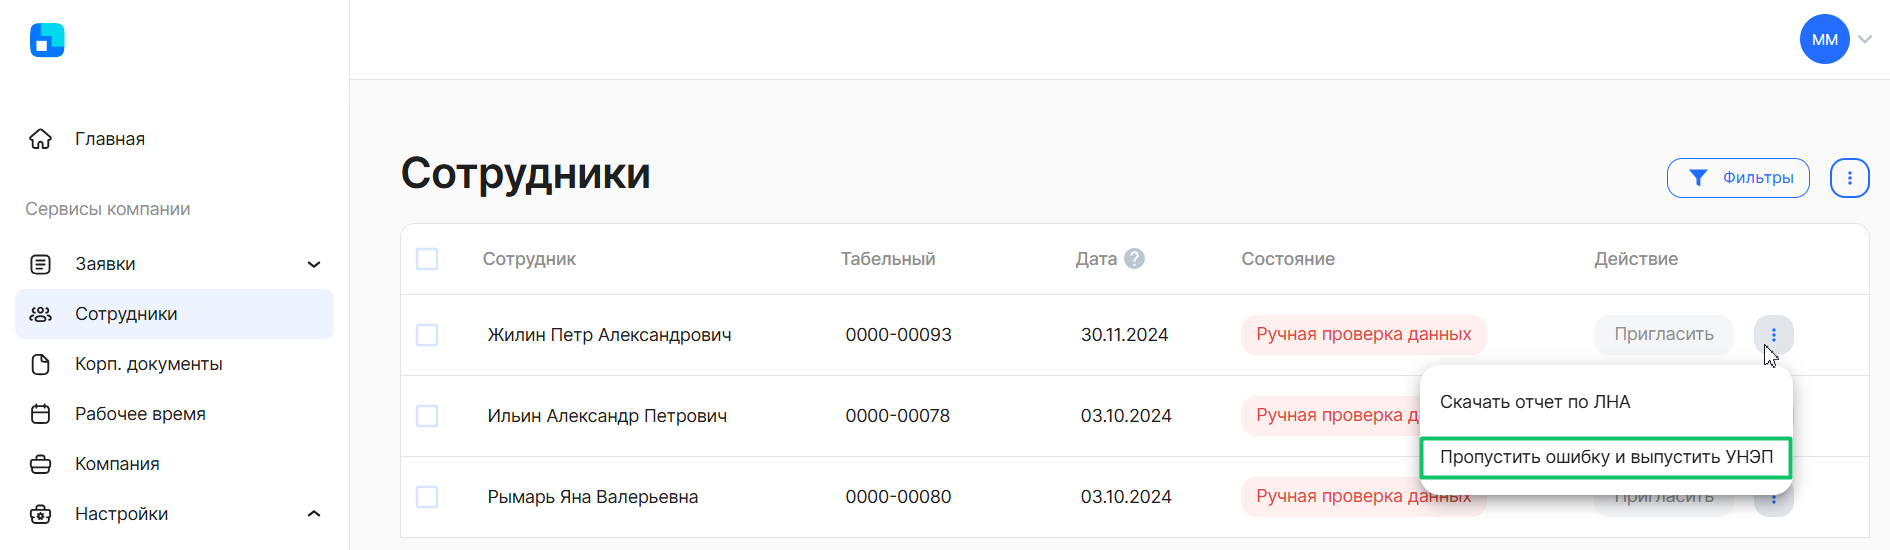 MM
Главная
Сервисы компании
Заявки
Сотрудники
Корп. документы
Рабочее время
Компания
Настройки
Сотрудники
Фильтры
Сотрудник Табельный Дата ? Состояние Действие
Жилин Петр Александрович 0000-00093 30.11.2024 Ручная проверка данных Пригласить
Скачать отчет по ЛНА
Пропустить ошибку и выпустить УНЭП
Ильин Александр Петрович 0000-00078 03.10.2024 Ручная проверка д
Рымарь Яна Валерьевна 0000-00080 03.10.2024 Ручная проверка данных Пригласить